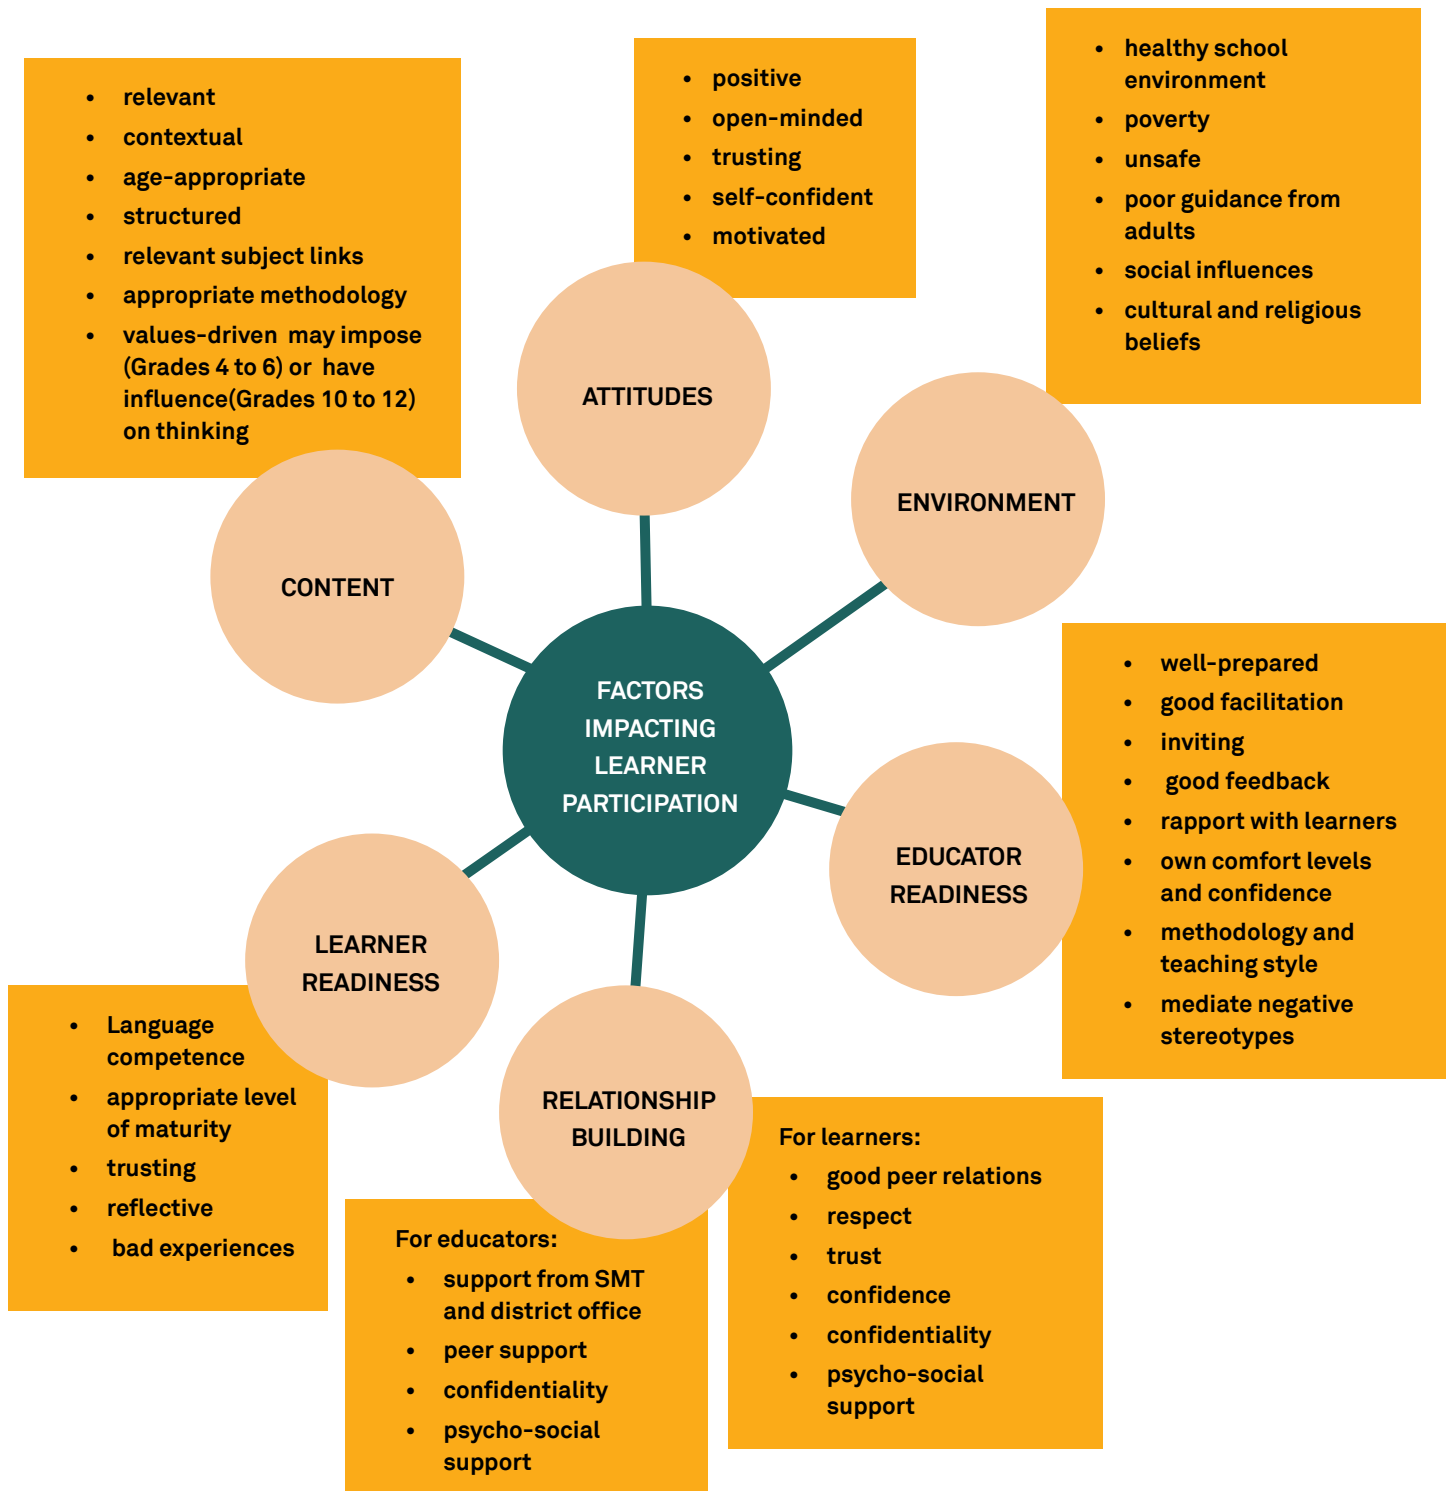 • relevant
• contextual
• age-appropriate
• structured
• relevant subject links
• appropriate methodology
• values-driven  may impose
(Grades 4 to 6) or  have
influence(Grades 10 to 12)
on thinking
CONTENT
• positive
• open-minded
• trusting
• self-confident
• motivated
ATTITUDES
• healthy school
environment
• poverty
• unsafe
• poor guidance from
adults
• social influences
• cultural and religious
beliefs
ENVIRONMENT
FACTORS
IMPACTING
LEARNER
PARTICIPATION
• well-prepared
• good facilitation
• inviting
• good feedback
• rapport with learners
• own comfort levels
and confidence
• methodology and
teaching style
• mediate negative
stereotypes
EDUCATOR
READINESS
LEARNER
READINESS
• Language
competence
• appropriate level
of maturity
• trusting
• reflective
• bad experiences
RELATIONSHIP
BUILDING
For educators:
• support from SMT
and district office
• peer support
• confidentiality
• psycho-social
support
For learners:
• good peer relations
• respect
• trust
• confidence
• confidentiality
• psycho-social
support